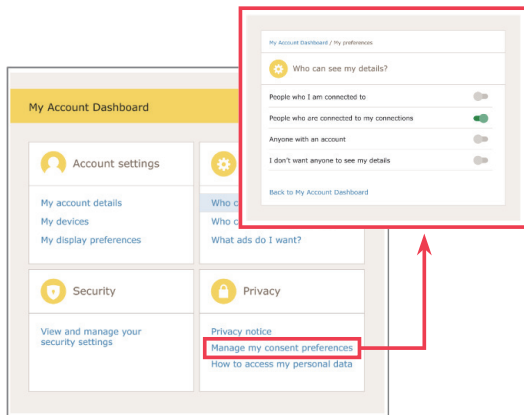 My Account Dashboard / My preferences
Who can see my details?
People who I am connected to
People who are connected to my connections
Anyone with an account
I don't want anyone to see my details
Back to My Account Dashboard
My Account Dashboard
Account settings
My account details
My devices
My display preferences
Who c
Who c
What ads do I want?
Security
View and manage your
security settings
Privacy
Privacy notice
Manage my consent preferences
How to access my personal data